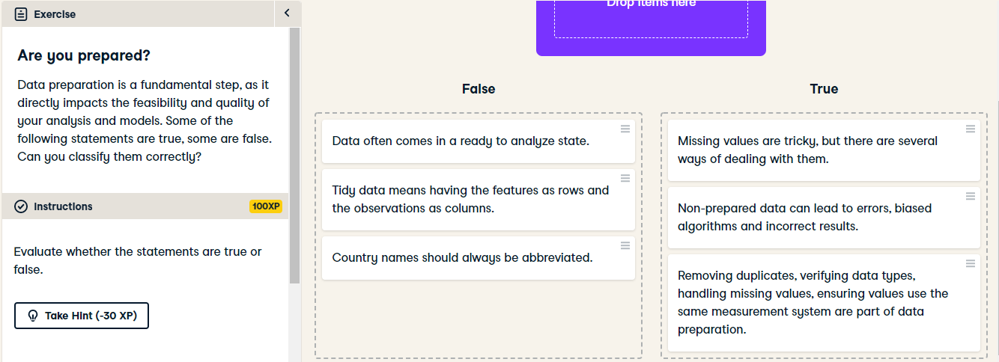 Exercise
Are you prepared?
Data preparation is a fundamental step, as it
directly impacts the feasibility and quality of
your analysis and models. Some of the
following statements are true, some are false.
Can you classify them correctly?
Instructions
100XP
Evaluate whether the statements are true or
false.
Take Hint (-30 XP)
Drop items here
False
Data often comes in a ready to analyze state.
Tidy data means having the features as rows and
the observations as columns.
Country names should always be abbreviated.
True
Missing values are tricky, but there are several
ways of dealing with them.
Non-prepared data can lead to errors, biased
algorithms and incorrect results.
Removing duplicates, verifying data types,
handling missing values, ensuring values use the
same measurement system are part of data
preparation.